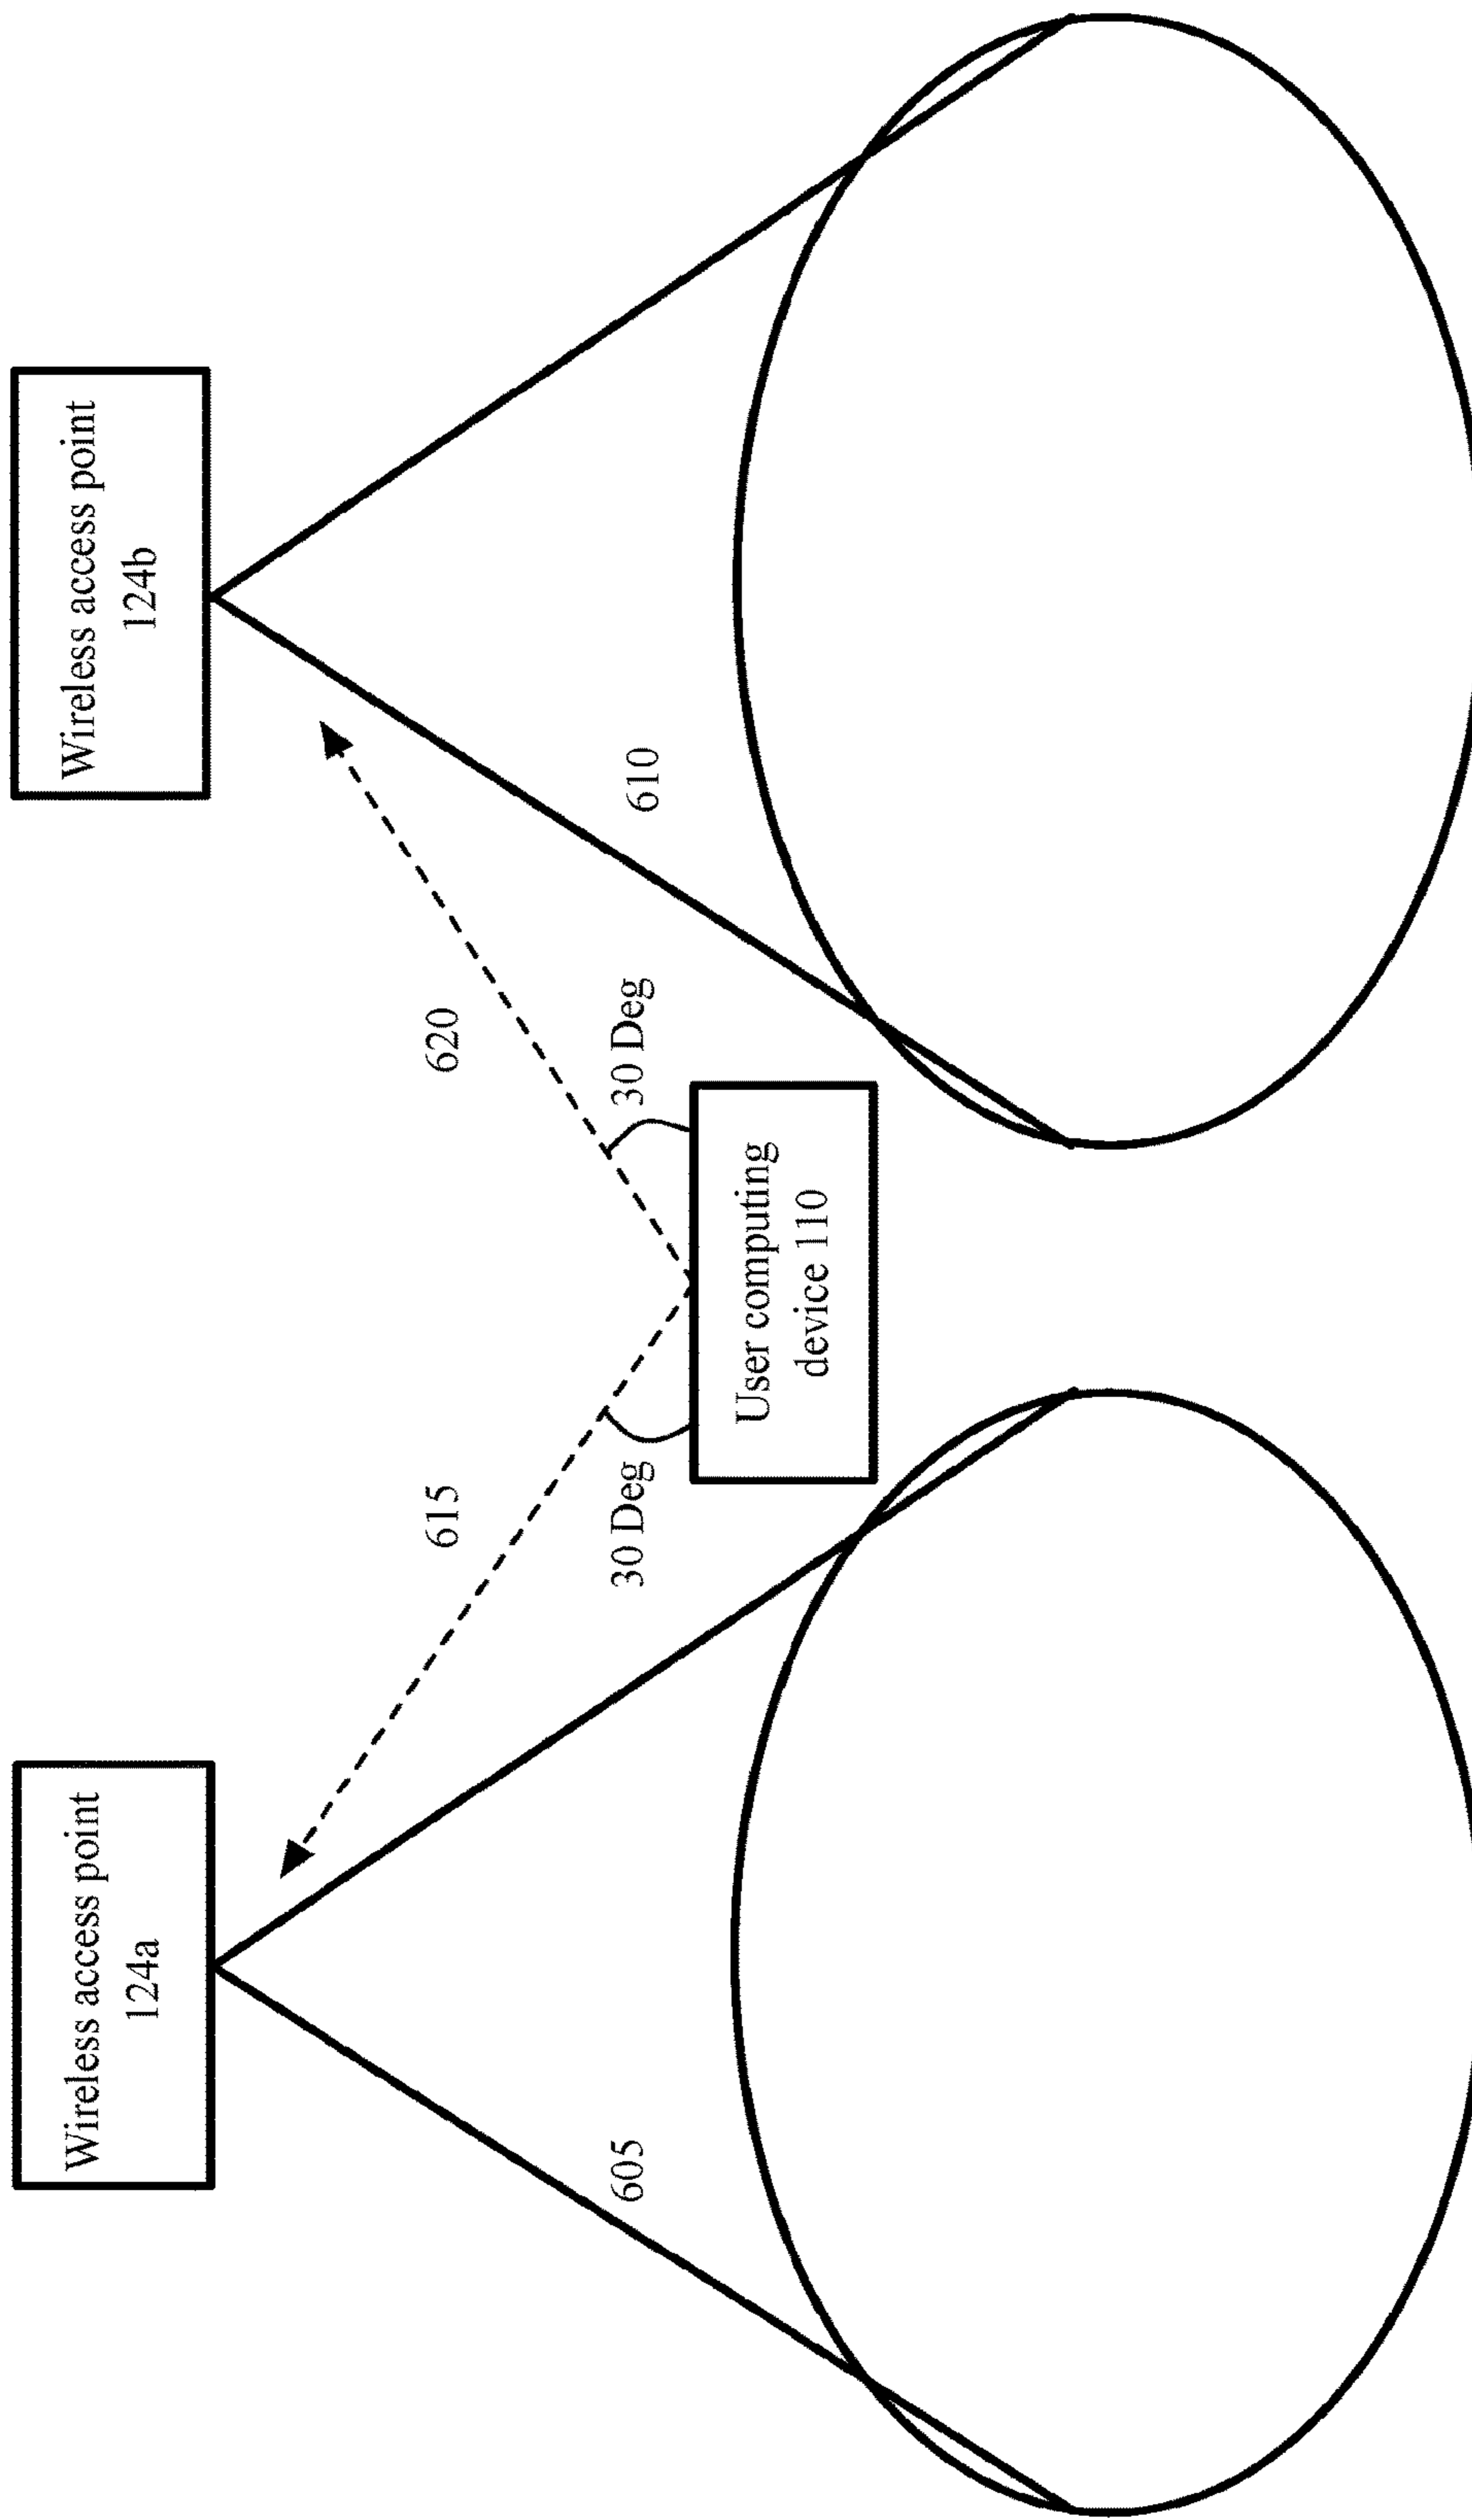 Wireless access point
124a
Wireless access point
124b
615
620
605
30 Deg
30 Deg
610
User computing
device 110